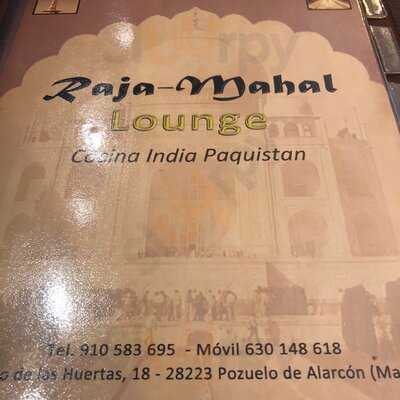 Raja-Mahal
Lounge
Cocina India Paquistan
Tel. 910 583 695 - Móvil 630 148 618
de las Huertas, 18 - 28223 Pozuelo de Alarcón (Ma